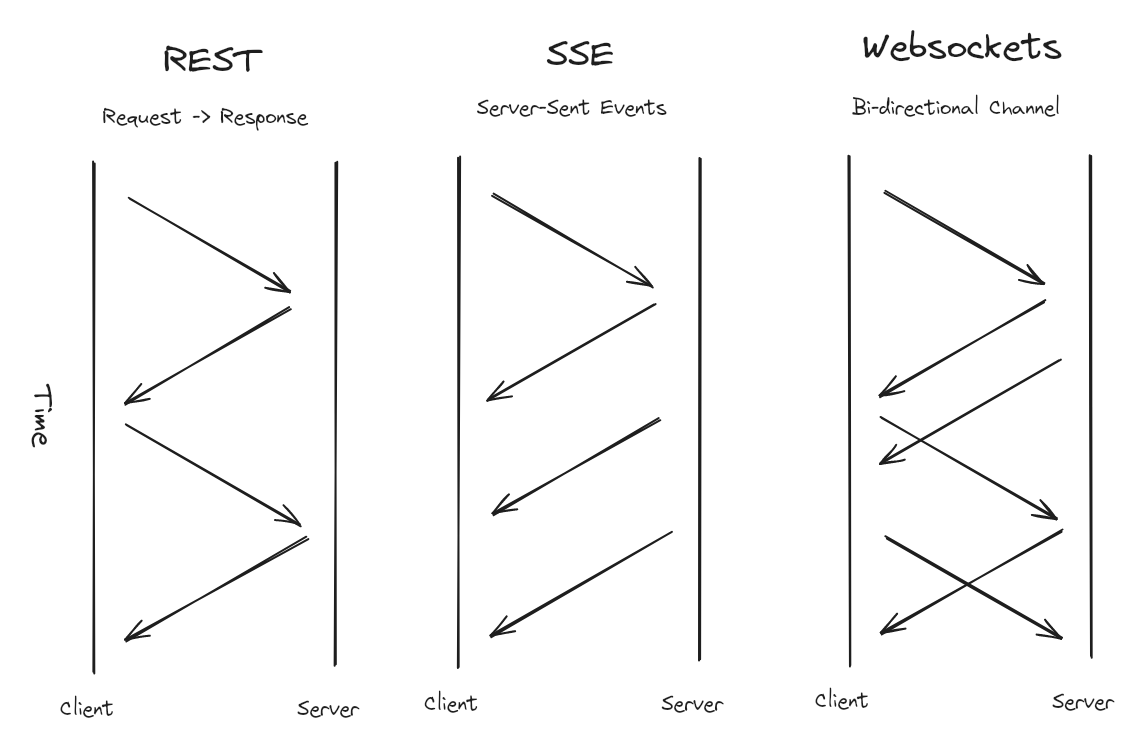 REST
Request -> Response
SSE
Server-Sent Events
Websockets
Bi-directional Channel
Time
Client
Server
Client
Server
Client
Server